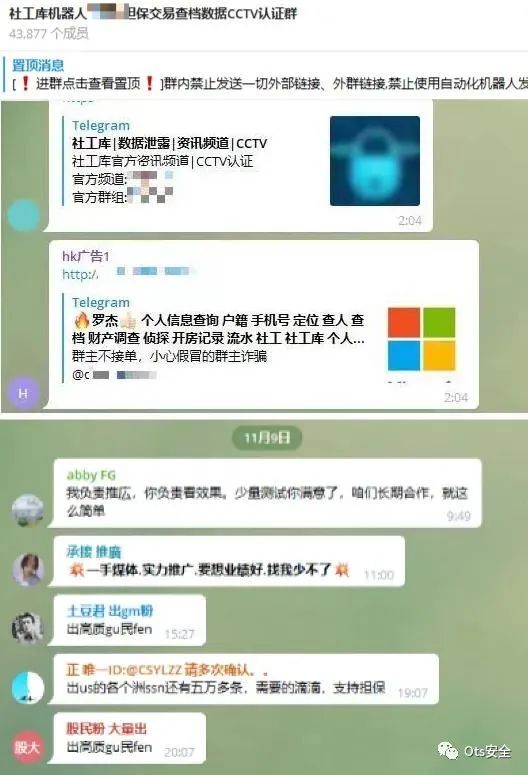 社工库机器人 担保交易查档数据CCTV认证群
43,877 个成员
置顶消息
[❗进群点击查看置顶❗]群内禁止发送一切外部链接、外群链接,禁止使用自动化机器人发
Telegram
社工库|数据泄露|资讯频道|CCTV
社工库官方资讯频道|CCTV认证
官方频道:
官方群组:
2:04
hk广告1
http:/.
Telegram
🔥罗杰👍🏻 个人信息查询 户籍 手机号 定位 查人 查
档 财产调查 侦探 开房记录 流水 社工 社工库 个人...
群主不接单，小心假冒的群主诈骗
@c
H
2:04
11月9日
abby FG
我负责推広，你负责看效果。少量测试你满意了，咱们长期合作，就这
么简单
9:49
承接 推廣
💥一手媒体.实力推广.要想业績好.找我少不了💥
11:00
土豆君 出gm粉
出高质gu民fen
15:27
正 唯一ID:@CSYLZZ 请多次确认。。
出us的各个洲ssn还有五万多条，需要的滴滴，支持担保
19:07
股民粉 大量出
股大
出高质gu民fen
20:07
Ots安全